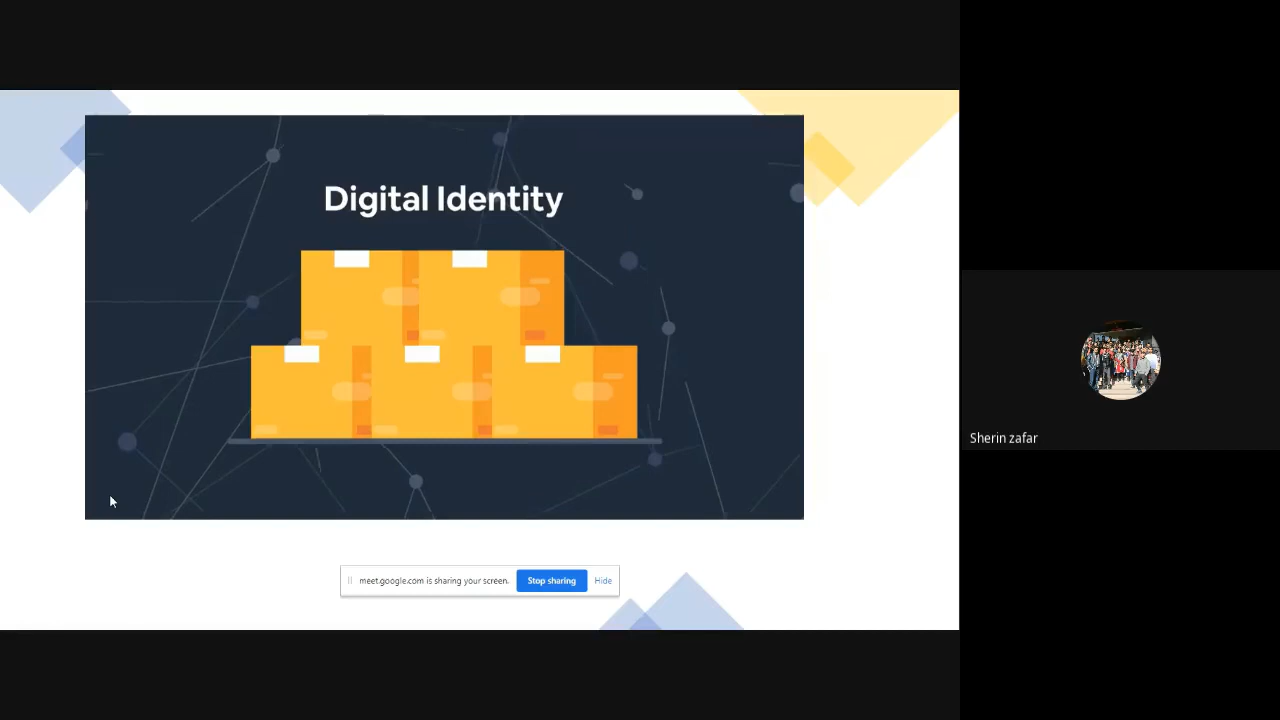 Digital Identity
meet.google.com is sharing your screen.
Stop sharing
Hide
Sherin zafar